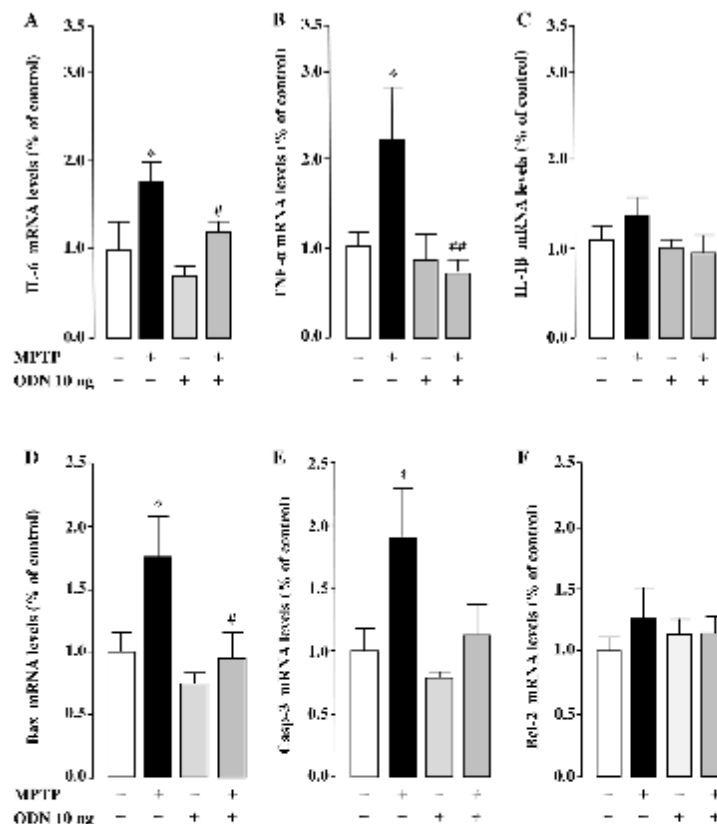 A
B
C
IL-6 mRNA levels (% of control)
3.5
3.0
2.0
1.0
0.0
*
#
TNF-α mRNA levels (% of control)
3.5
3.0
2.0
1.0
0.0
*
##
IL-1β mRNA levels (% of control)
3.5
3.0
2.0
1.0
0.0
MPTP – + – + – + – + – + – +
ODN 10 ng – – + + – – + + – – + +
D
E
F
Bax mRNA levels (% of control)
2.5
2.0
1.5
1.0
0.5
0.0
*
#
Casp-3 mRNA levels (% of control)
2.5
2.0
1.5
1.0
0.5
0.0
Bcl-2 mRNA levels (% of control)
2.5
2.0
1.5
1.0
0.5
0.0
MPTP – + – + – + – + – + – +
ODN 10 ng – – + + – – + + – – + +